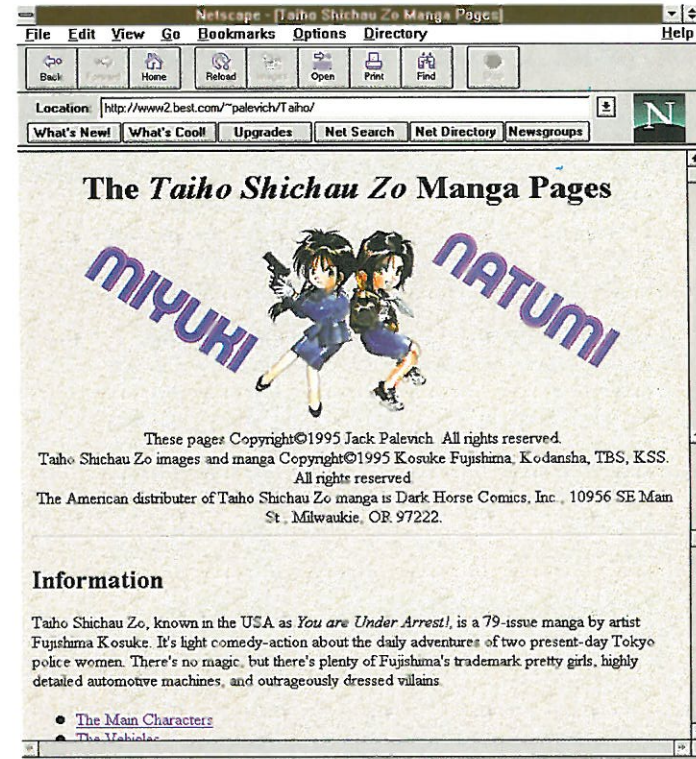 Netscape - [Taiho Shichau Zo Manga Pages]
File Edit View Go Bookmarks Options Directory Help
Back Forward Home Reload Images Open Print Find Stop
Location: http://www2.best.com/~palevich/Taiho/
N
What's New! What's Cool! Upgrades Net Search Net Directory Newsgroups
The Taiho Shichau Zo Manga Pages
MIYUKI
NATUMI
These pages Copyright©1995 Jack Palevich. All rights reserved.
Taiho Shichau Zo images and manga Copyright©1995 Kosuke Fujishima, Kodansha, TBS, KSS.
All rights reserved
The American distributer of Taiho Shichau Zo manga is Dark Horse Comics, Inc., 10956 SE Main
St., Milwaukie, OR 97222.
Information
Taiho Shichau Zo, known in the USA as You are Under Arrest!, is a 79-issue manga by artist
Fujishima Kosuke. It's light comedy-action about the daily adventures of two present-day Tokyo
police women. There's no magic, but there's plenty of Fujishima's trademark pretty girls, highly
detailed automotive machines, and outrageously dressed villains.
The Main Characters
The Vehicles